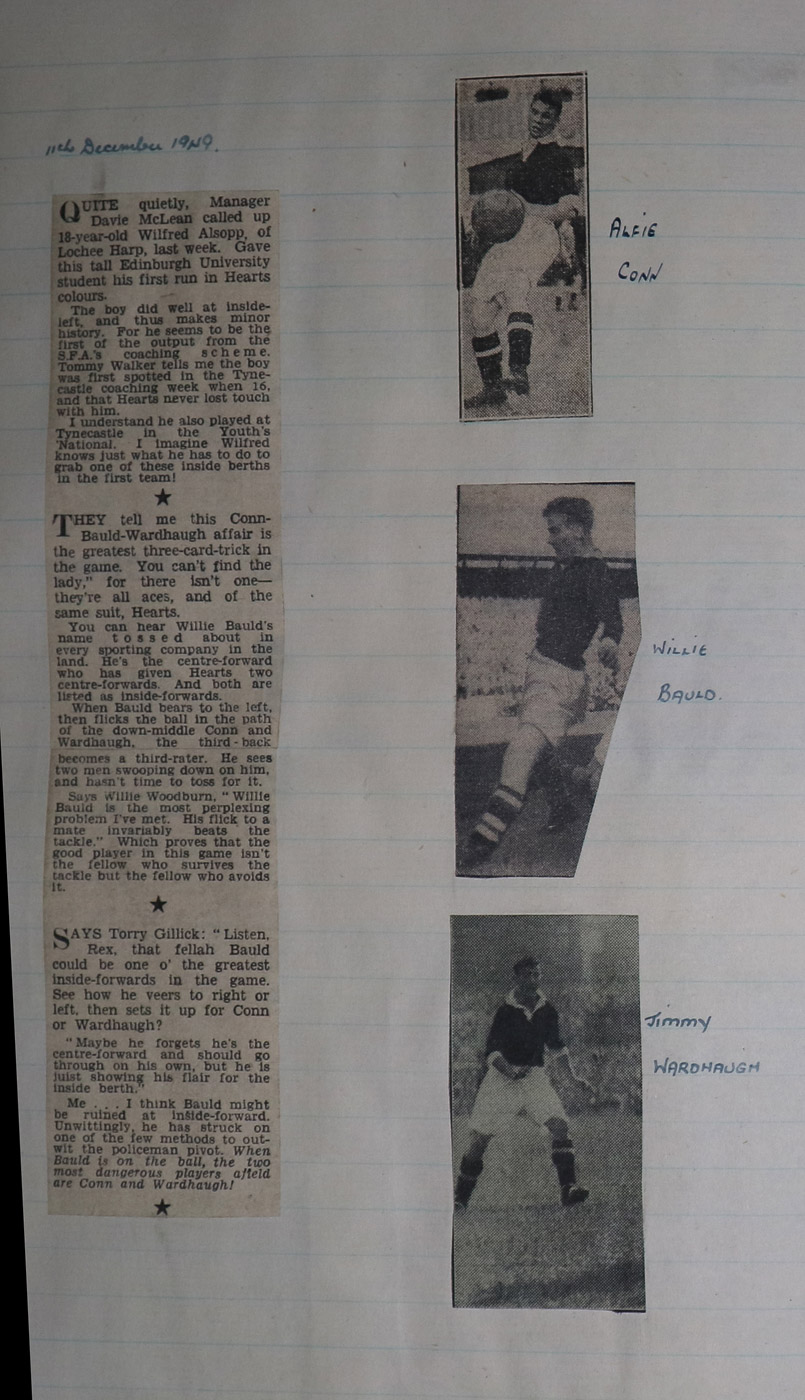 11th December 1949.
QUITE quietly, Manager
Davie McLean called up
18-year-old Wilfred Alsopp, of
Lochee Harp, last week. Gave
this tall Edinburgh University
student his first run in Hearts
colours.
The boy did well at inside-
left, and thus makes minor
history. For he seems to be the
first of the output from the
S.F.A.'s coaching scheme.
Tommy Walker tells me the boy
was first spotted in the Tyne-
castle coaching week when 16,
and that Hearts never lost touch
with him.
I understand he also played at
Tynecastle in the Youth's
'National. I imagine Wilfred
knows just what he has to do to
grab one of these inside berths
in the first team!
★
THEY tell me this Conn-
Bauld-Wardhaugh affair is
the greatest three-card-trick in
the game. You can't find the
lady," for there isn't one—
they're all aces, and of the
same suit, Hearts.
You can hear Willie Bauld's
name tossed about in
every sporting company in the
land. He's the centre-forward
who has given Hearts two
centre-forwards. And both are
listed as inside-forwards.
When Bauld bears to the left,
then flicks the ball in the path
of the down-middle Conn and
Wardhaugh, the third-back
becomes a third-rater. He sees
two men swooping down on him,
and hasn't time to toss for it.
Says Willie Woodburn, "Willie
Bauld is the most perplexing
problem I've met. His flick to a
mate invariably beats the
tackle." Which proves that the
good player in this game isn't
the fellow who survives the
tackle but the fellow who avoids
it.
★
SAYS Torry Gillick: "Listen,
Rex, that fellah Bauld
could be one o' the greatest
inside-forwards in the game.
See how he veers to right or
left, then sets it up for Conn
or Wardhaugh?
"Maybe he forgets he's the
centre-forward and should go
through on his own, but he is
juist showing his flair for the
inside berth."
Me . . . I think Bauld might
be ruined at inside-forward.
Unwittingly, he has struck on
one of the few methods to out-
wit the policeman pivot. When
Bauld is on the ball, the two
most dangerous players afield
are Conn and Wardhaugh!
★
ALFIE
CONN
WILLIE
BAULD.
Jimmy
WARDHAUGH